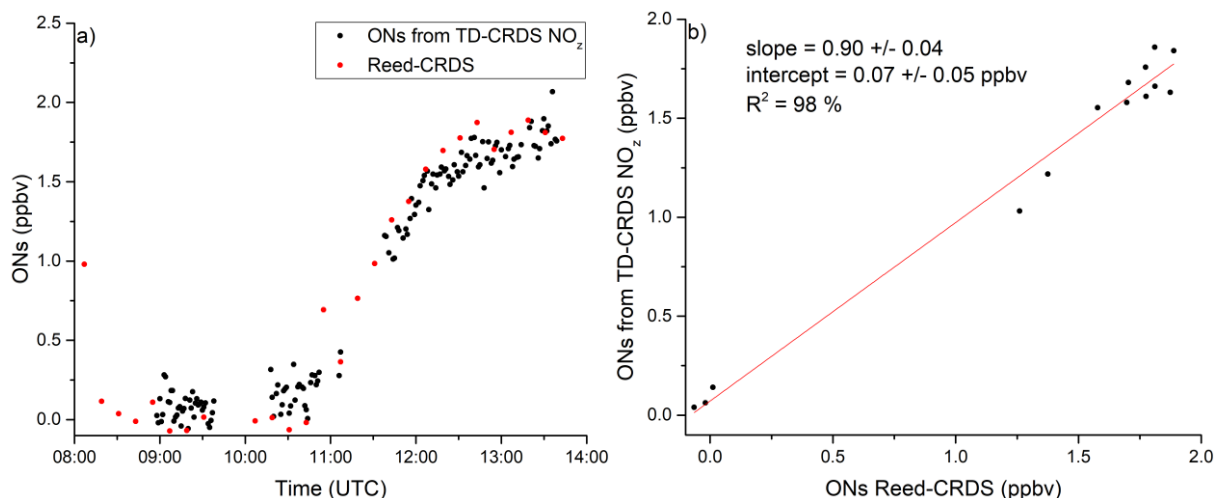 a)
ONs from TD-CRDS NOz
Reed-CRDS
2.5
2.0
1.5
1.0
0.5
0.0
ONs (ppbv)
08:00 09:00 10:00 11:00 12:00 13:00 14:00
Time (UTC)
b)
slope = 0.90 +/- 0.04
intercept = 0.07 +/- 0.05 ppbv
R2 = 98 %
2.0
1.5
1.0
0.5
0.0
ONs from TD-CRDS NOz (ppbv)
0.0 0.5 1.0 1.5 2.0
ONs Reed-CRDS (ppbv)